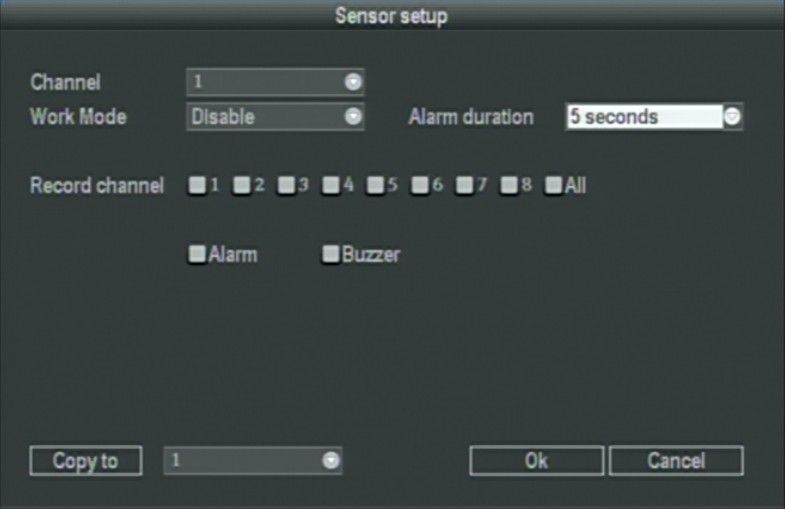 Sensor setup
Channel 1
Work Mode Disable Alarm duration 5 seconds
Record channel 1 2 3 4 5 6 7 8 All
Alarm Buzzer
Copy to 1 Ok Cancel